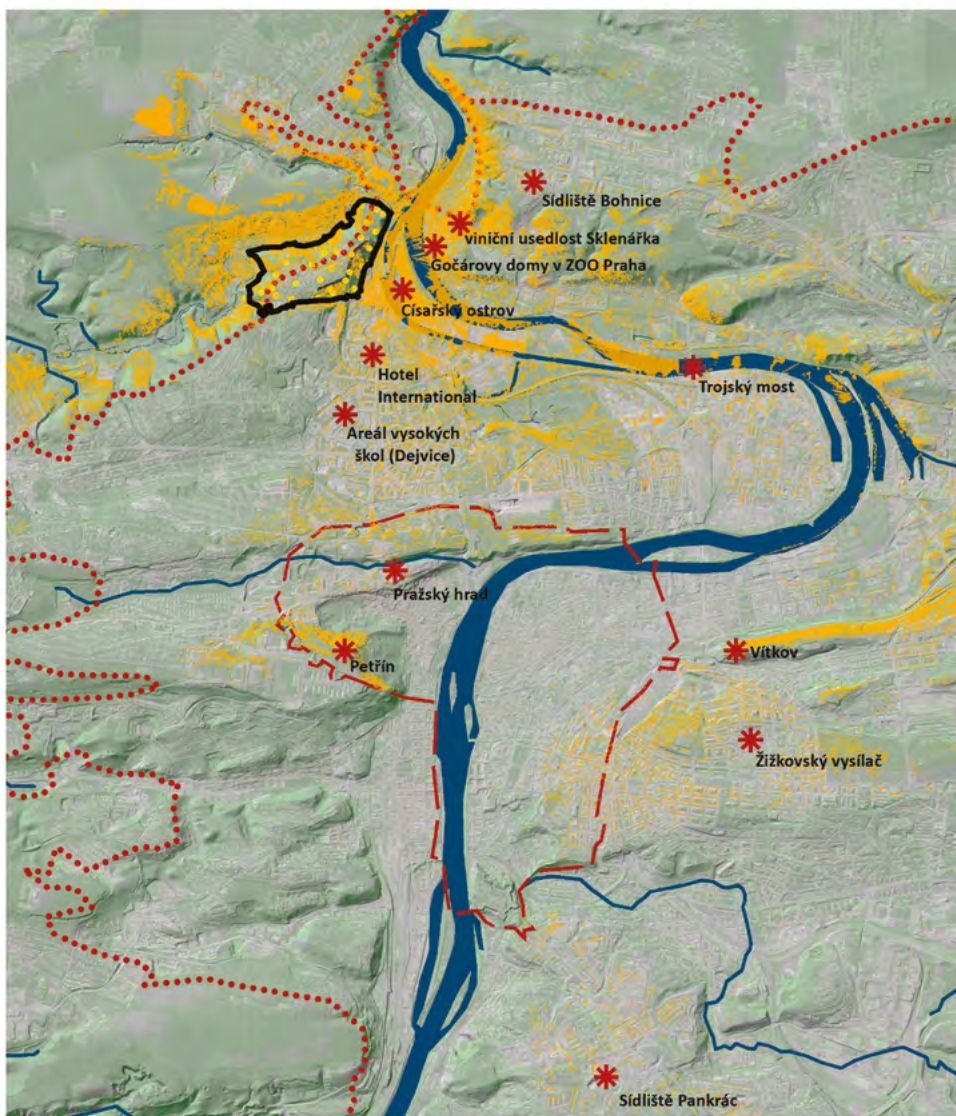 Sídliště Bohnice
viniční usedlost Sklenářka
Gočárovy domy v ZOO Praha
Císařský ostrov
Hotel
International
Trojský most
Areál vysokých
škol (Dejvice)
Pražský hrad
Petřín
Vítkov
Žižkovský vysílač
Sídliště Pankrác